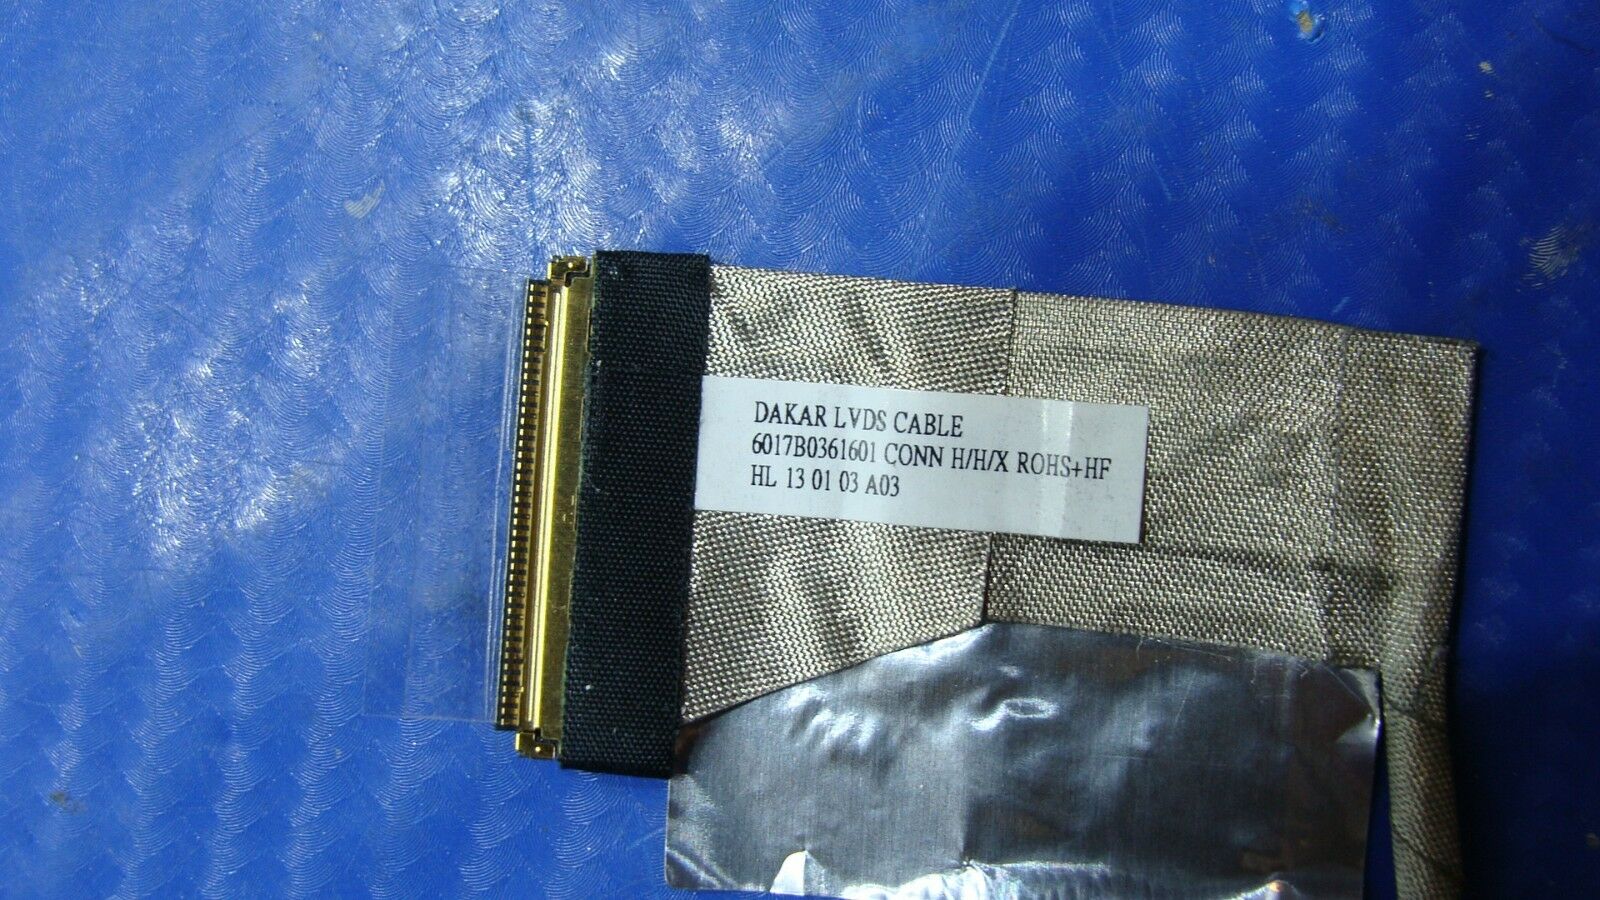 DAKAR LVDS CABLE
6017B0361601 CONN H/H/X ROHS+HF
HL 13 01 03 A03